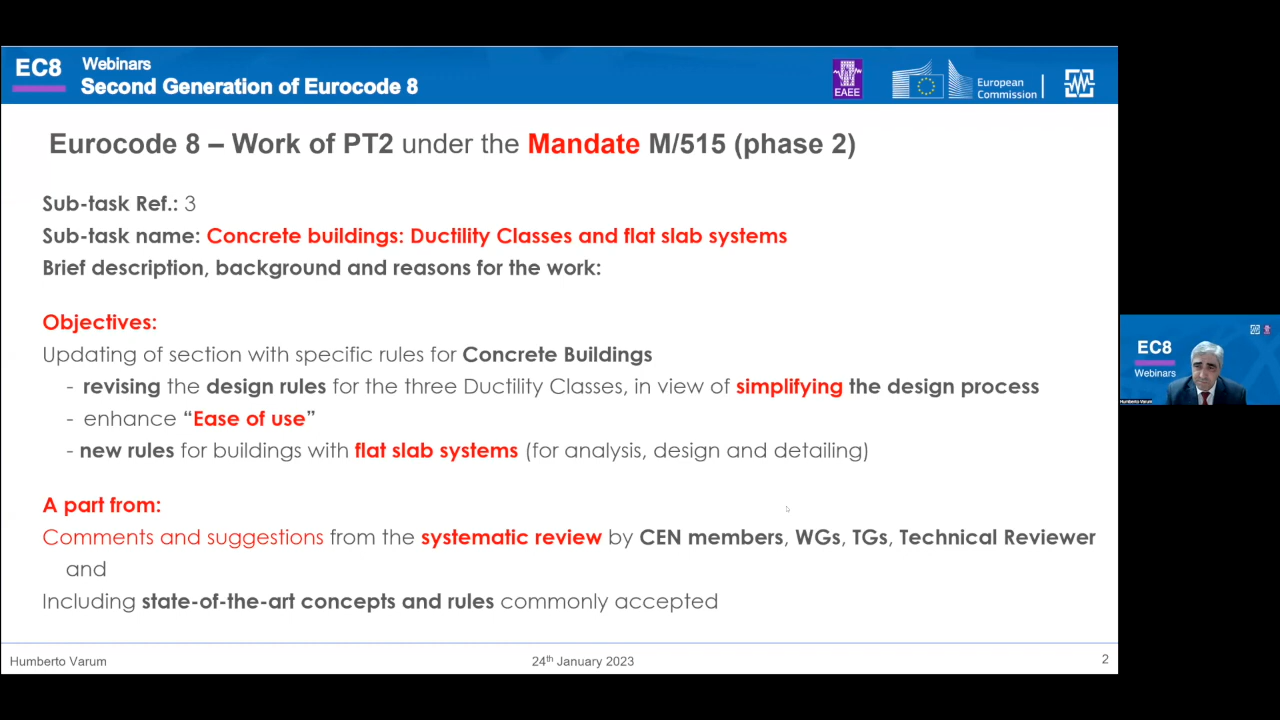 EC8
Webinars
Second Generation of Eurocode 8
EAEE
European
Commission
Eurocode 8 – Work of PT2 under the Mandate M/515 (phase 2)
Sub-task Ref.: 3
Sub-task name: Concrete buildings: Ductility Classes and flat slab systems
Brief description, background and reasons for the work:
Objectives:
Updating of section with specific rules for Concrete Buildings
- revising the design rules for the three Ductility Classes, in view of simplifying the design process
- enhance “Ease of use”
- new rules for buildings with flat slab systems (for analysis, design and detailing)
A part from:
Comments and suggestions from the systematic review by CEN members, WGs, TGs, Technical Reviewer
and
Including state-of-the-art concepts and rules commonly accepted
Humberto Varum
24th January 2023
2
EC8
Webinars
Humberto Varum